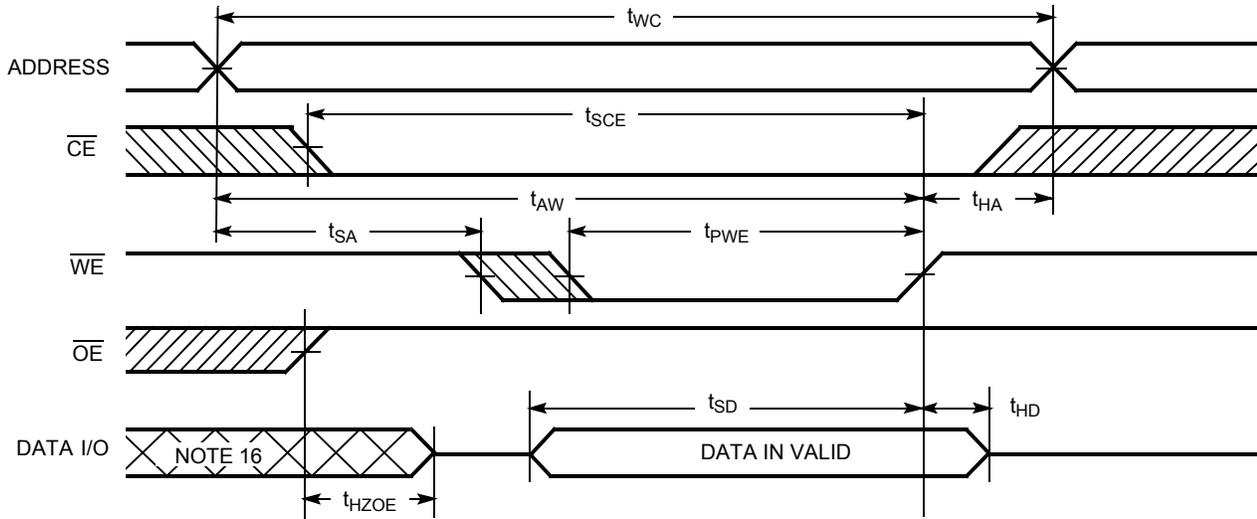 tWC
ADDRESS
tSCE
CE
tAW
tHA
tSA
tPWE
WE
OE
tSD
tHD
DATA I/O
NOTE 16
DATA IN VALID
tHZOE